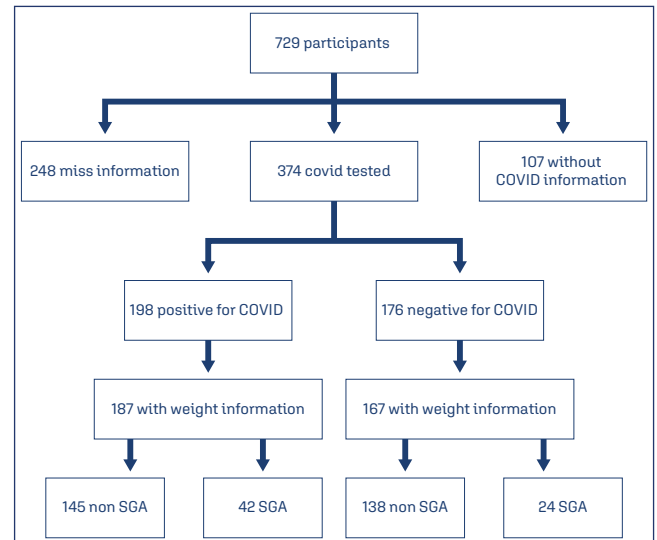 729 participants
248 miss information
374 covid tested
107 without
COVID information
198 positive for COVID
176 negative for COVID
187 with weight information
167 with weight information
145 non SGA
42 SGA
138 non SGA
24 SGA